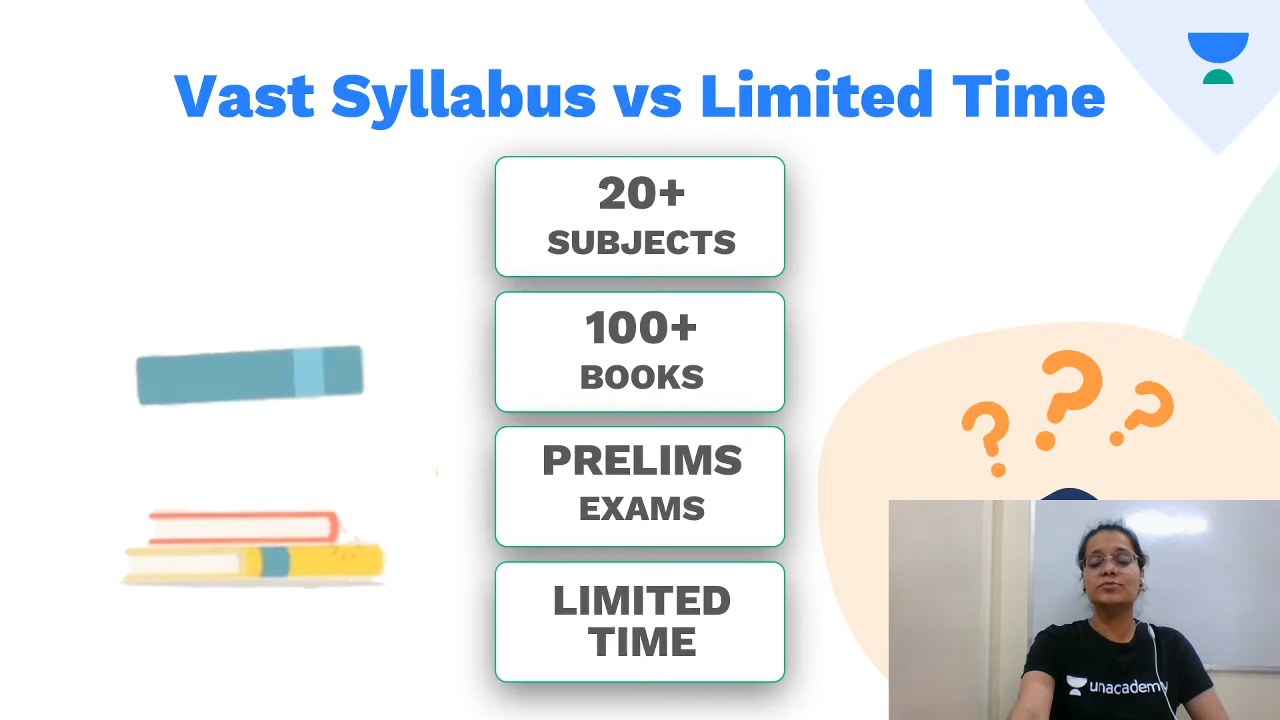 Vast Syllabus vs Limited Time
20+
SUBJECTS
100+
BOOKS
PRELIMS
EXAMS
LIMITED
TIME
? ? ?
unacademy